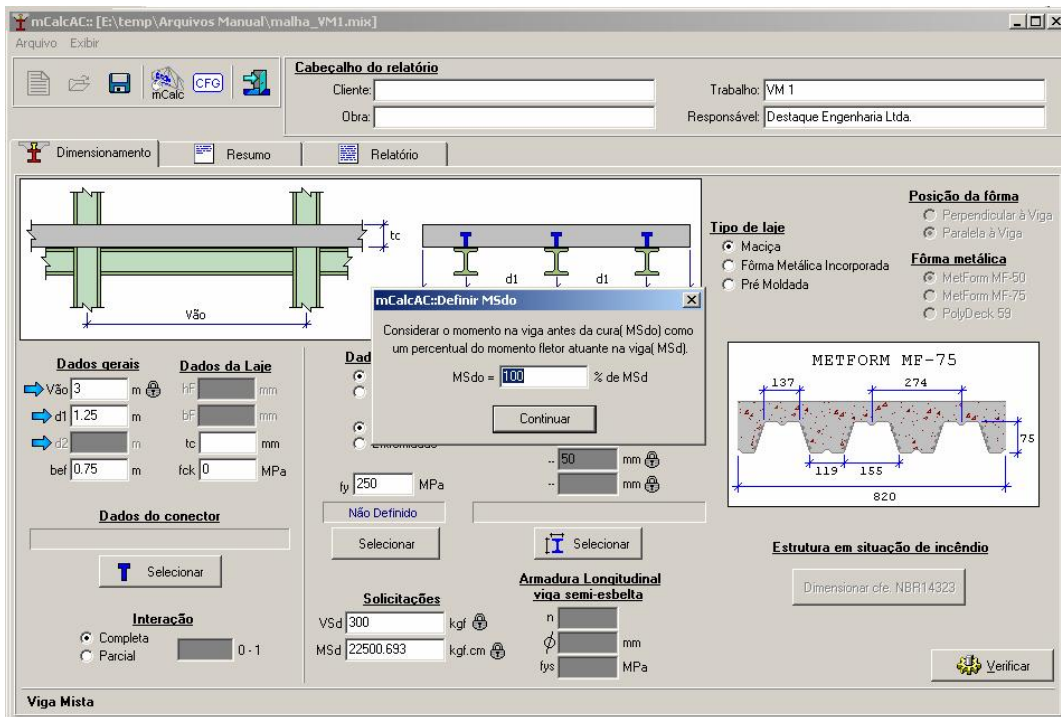 mCalcAC:: [E:\temp\Arquivos Manual\malha_VM1.mix]
Arquivo Exibir
mCalc CFG
Cabeçalho do relatório
Cliente: Trabalho: VM 1
Obra: Responsável: Destaque Engenharia Ltda.
Dimensionamento Resumo Relatório
tc
Vão
d1 d1
Tipo de laje
Maciça
Fôrma Metálica Incorporada
Pré Moldada
Posição da fôrma
Perpendicular à Viga
Paralela à Viga
Fôrma metálica
MetForm MF-50
MetForm MF-75
PolyDeck 59
mCalcAC::Definir MSdo
Considerar o momento na viga antes da cura( MSdo) como
um percentual do momento fletor atuante na viga( MSd).
MSdo = 100 % de MSd
Continuar
Dados gerais
Vão 3 m
d1 1.25 m
d2 m
bef 0.75 m
Dados da Laje
hF mm
bF mm
tc mm
fck 0 MPa
Dad
fy 250 MPa
Não Definido
Selecionar
-- 50 mm
-- mm
Selecionar
METFORM MF-75
137 274
75
119 155
820
Dados do conector
Selecionar
Interação
Completa
Parcial 0 - 1
Solicitações
VSd 300 kgf
MSd 22500.693 kgf.cm
Armadura Longitudinal
viga semi-esbelta
n
ϕ mm
fys MPa
Estrutura em situação de incêndio
Dimensionar cfe. NBR14323
Verificar
Viga Mista